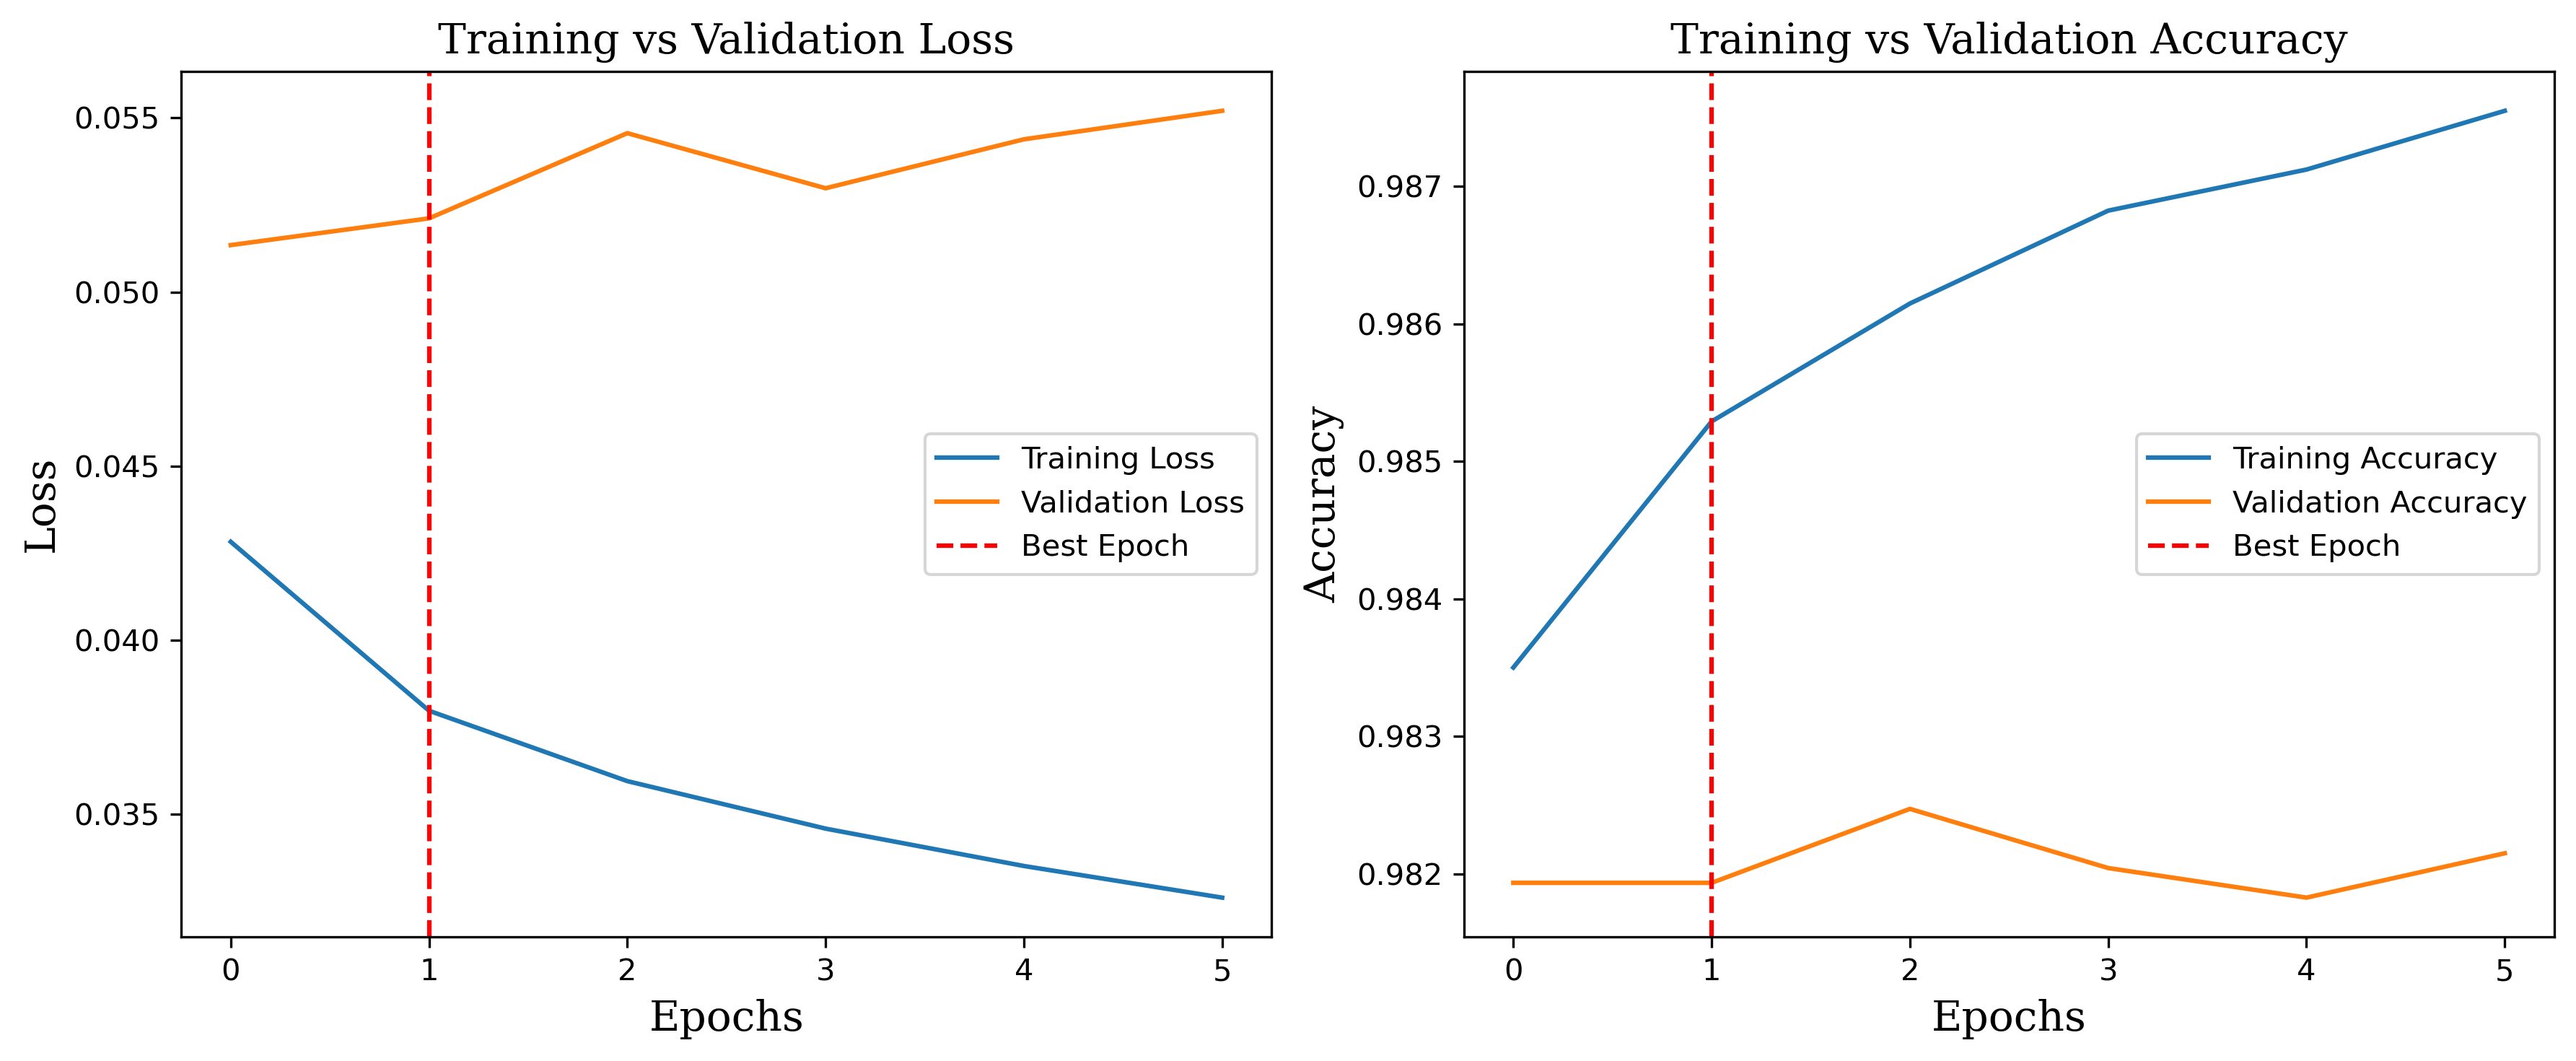 Training vs Validation Loss
Loss
0.055
0.050
0.045
0.040
0.035
Training Loss
Validation Loss
Best Epoch
0 1 2 3 4 5
Epochs
Training vs Validation Accuracy
Accuracy
0.987
0.986
0.985
0.984
0.983
0.982
Training Accuracy
Validation Accuracy
Best Epoch
0 1 2 3 4 5
Epochs